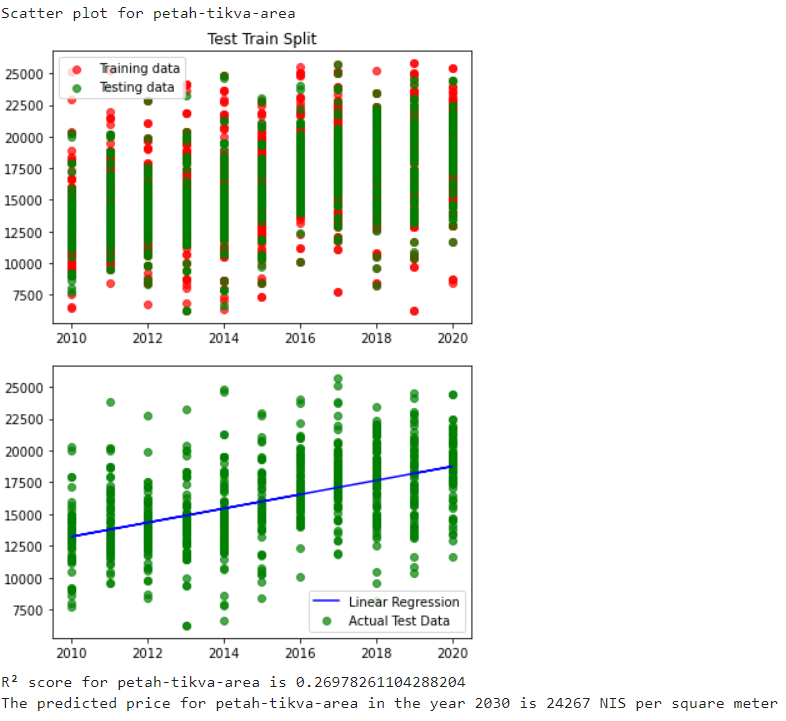 Scatter plot for petah-tikva-area
Test Train Split
Training data
Testing data
25000
22500
20000
17500
15000
12500
10000
7500
2010 2012 2014 2016 2018 2020
25000
22500
20000
17500
15000
12500
10000
7500
Linear Regression
Actual Test Data
2010 2012 2014 2016 2018 2020
R² score for petah-tikva-area is 0.26978261104288204
The predicted price for petah-tikva-area in the year 2030 is 24267 NIS per square meter